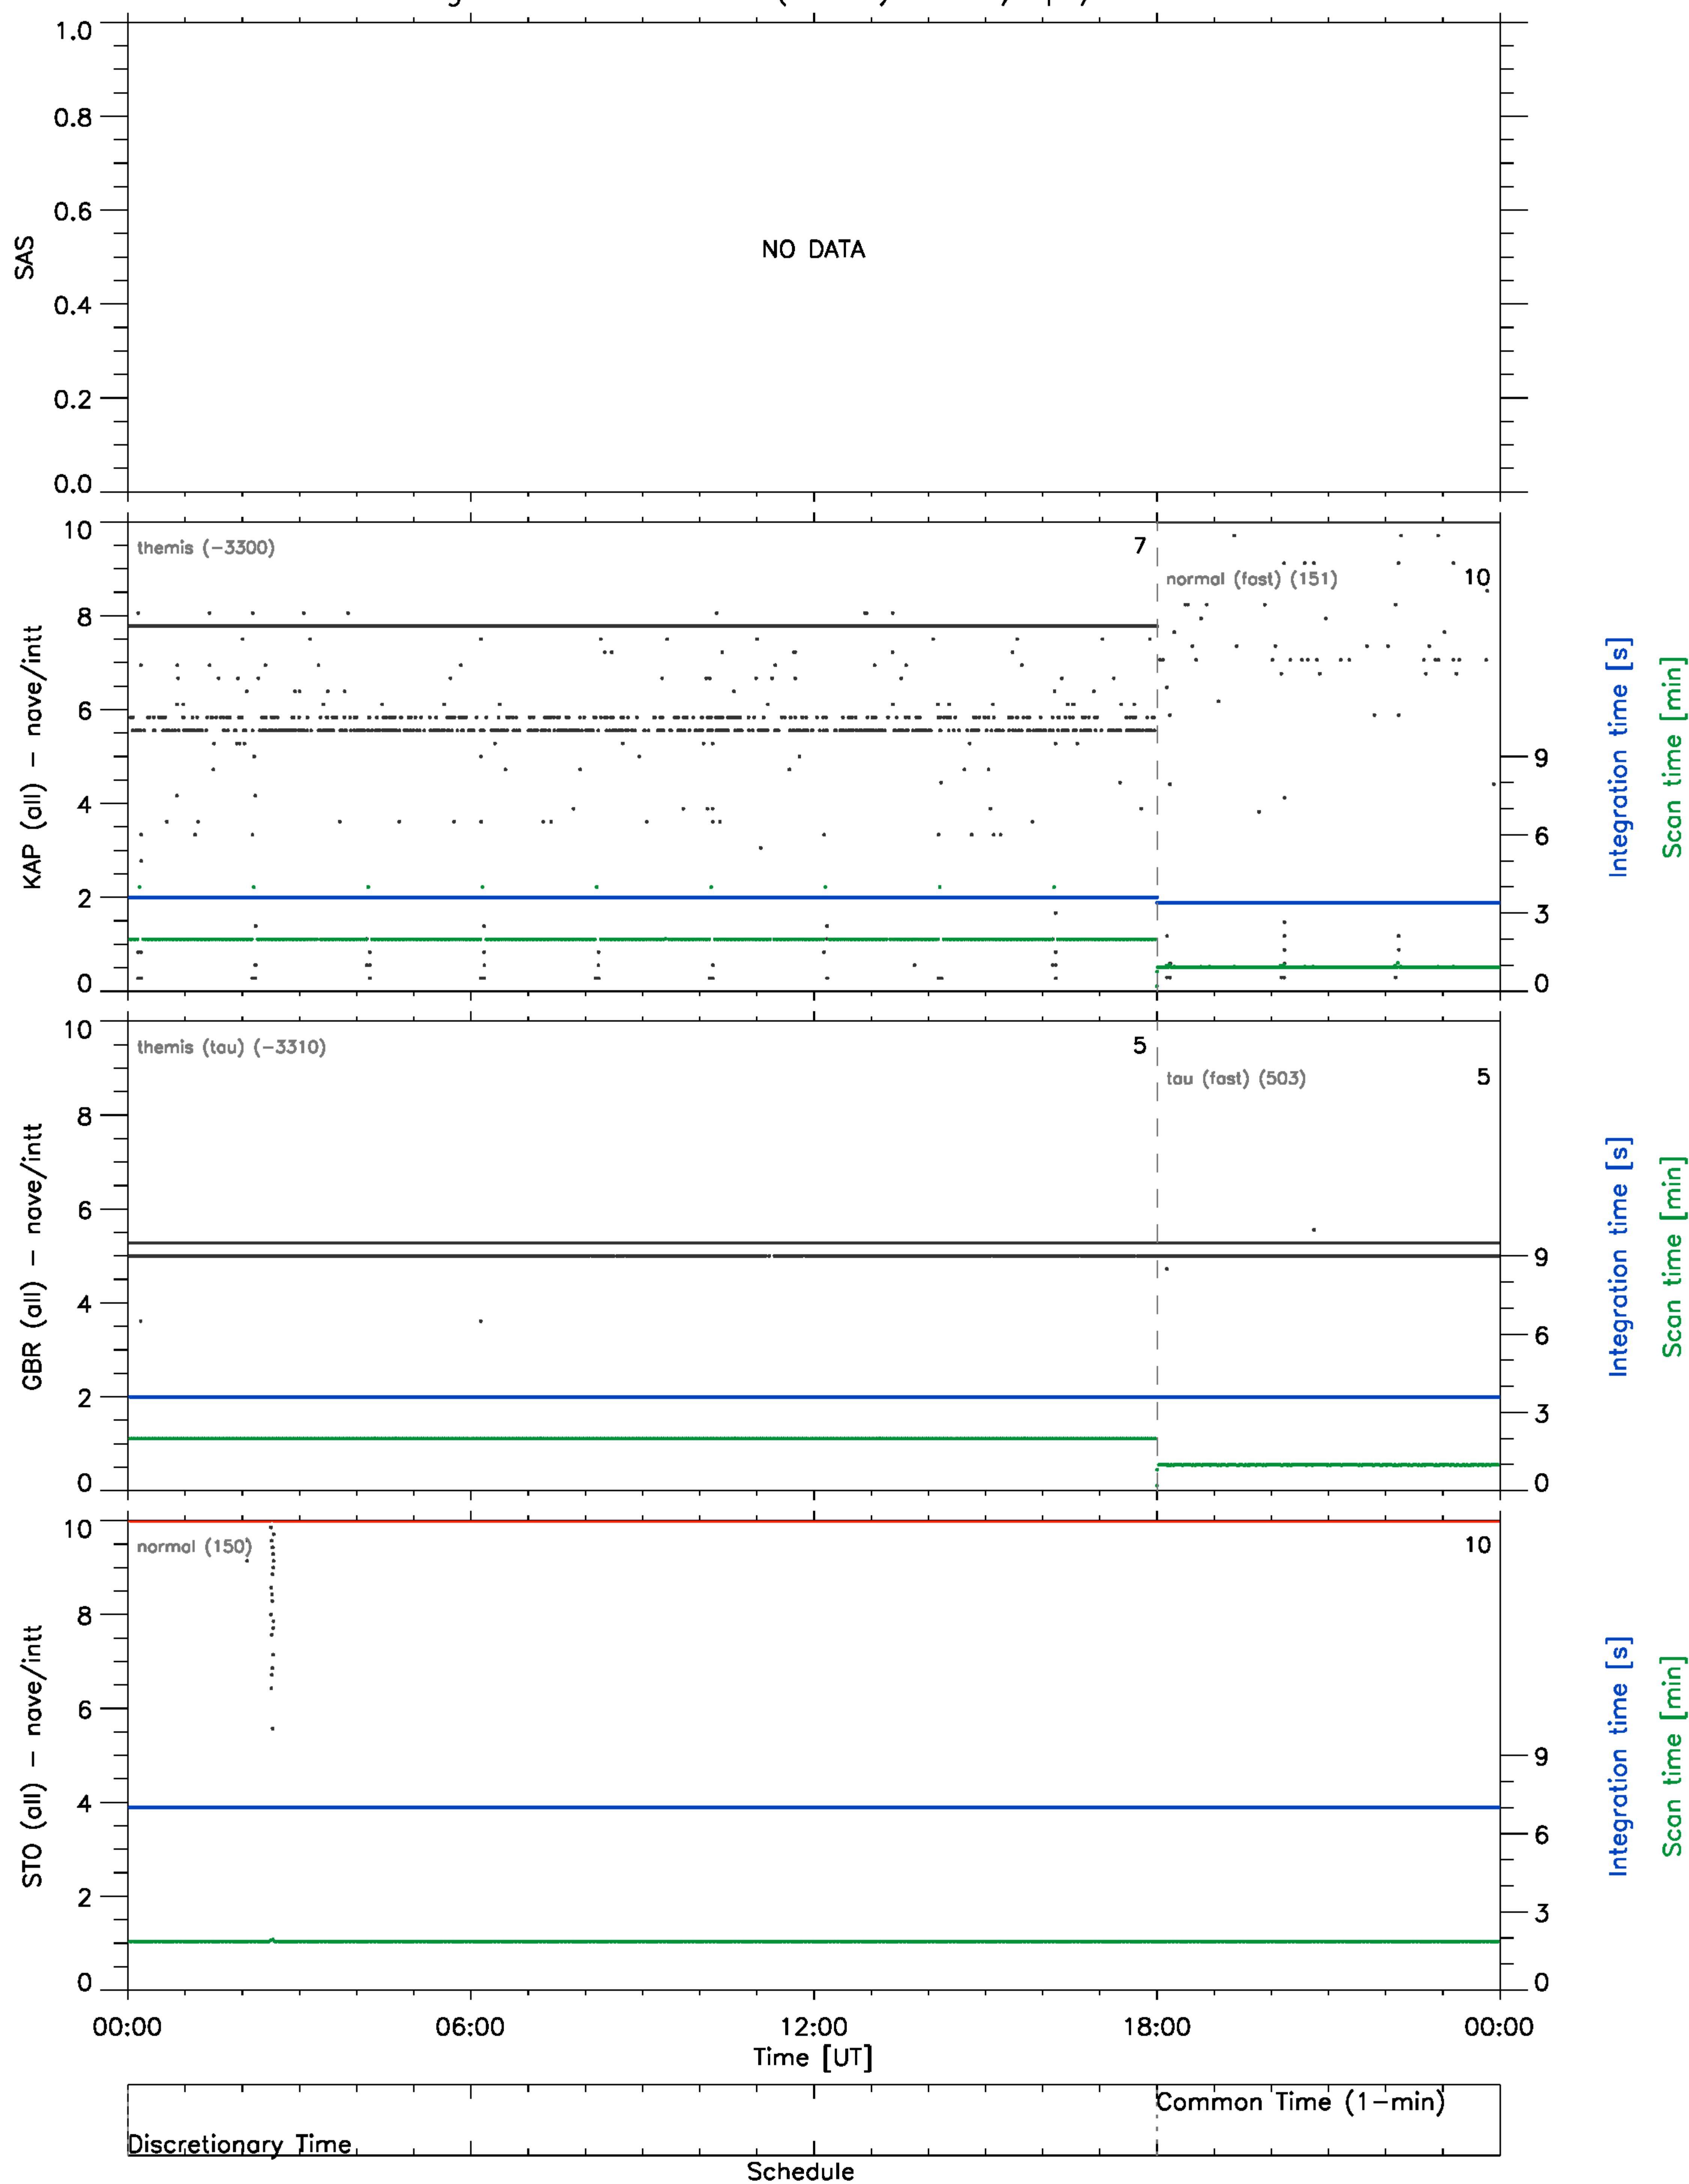 1.0
0.8
0.6
0.4
0.2
0.0
SAS
NO DATA
10
8
6
4
2
0
KAP (all) – nave/intt
themis (−3300)
7
normal (fast) (151)
10
9
6
3
0
Integration time [s]
Scan time [min]
10
8
6
4
2
0
GBR (all) – nave/intt
themis (tau) (−3310)
5
tau (fast) (503)
5
9
6
3
0
Integration time [s]
Scan time [min]
10
8
6
4
2
0
STO (all) – nave/intt
normal (150)
10
9
6
3
0
Integration time [s]
Scan time [min]
00:00 06:00 12:00 18:00 00:00
Time [UT]
Common Time (1−min)
Discretionary Time
Schedule